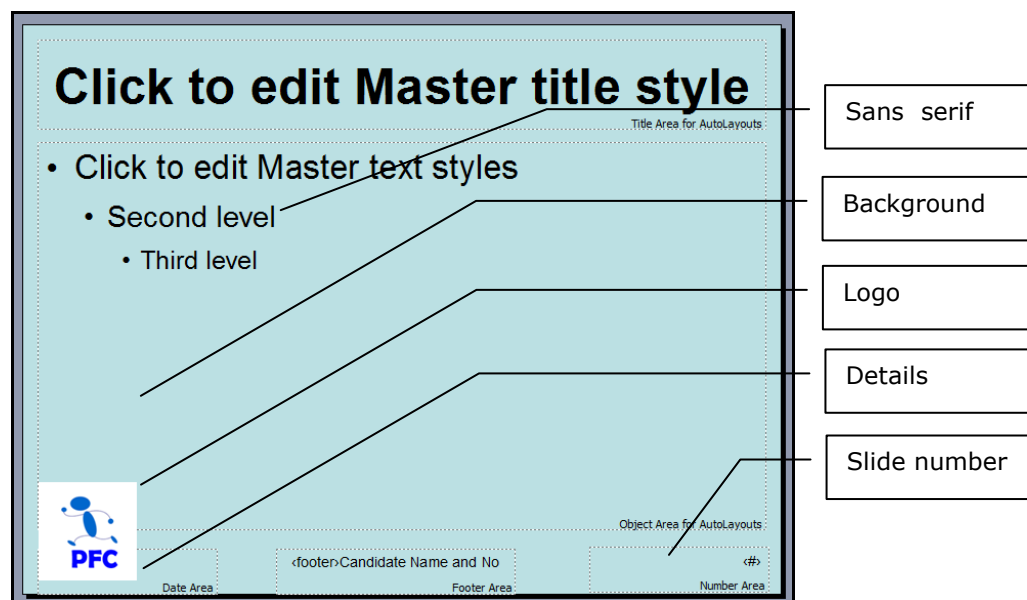 Click to edit Master title style
Title Area for AutoLayouts
• Click to edit Master text styles
• Second level
• Third level
Object Area for AutoLayouts
PFC
Date Area
‹footer›Candidate Name and No
Footer Area
‹#›
Number Area
Sans serif
Background
Logo
Details
Slide number